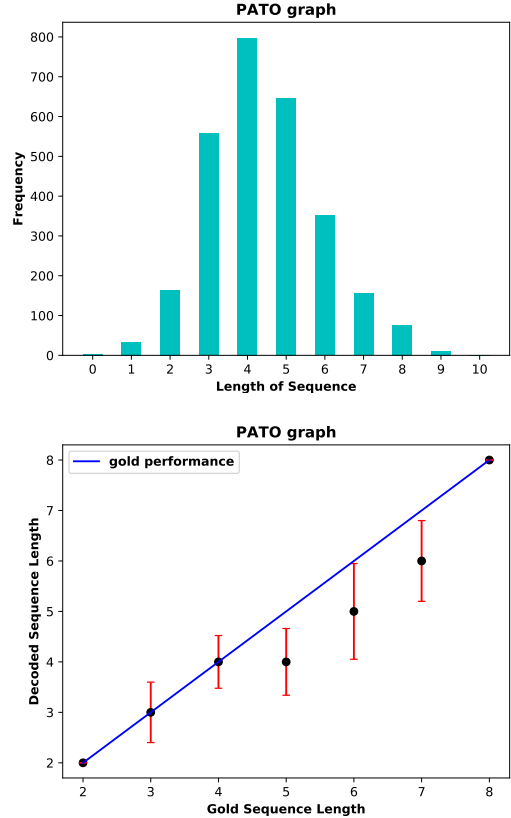 PATO graph
800
700
600
500
400
300
200
100
0
Frequency
0 1 2 3 4 5 6 7 8 9 10
Length of Sequence
PATO graph
gold performance
8
7
6
5
4
3
2
Decoded Sequence Length
2 3 4 5 6 7 8
Gold Sequence Length